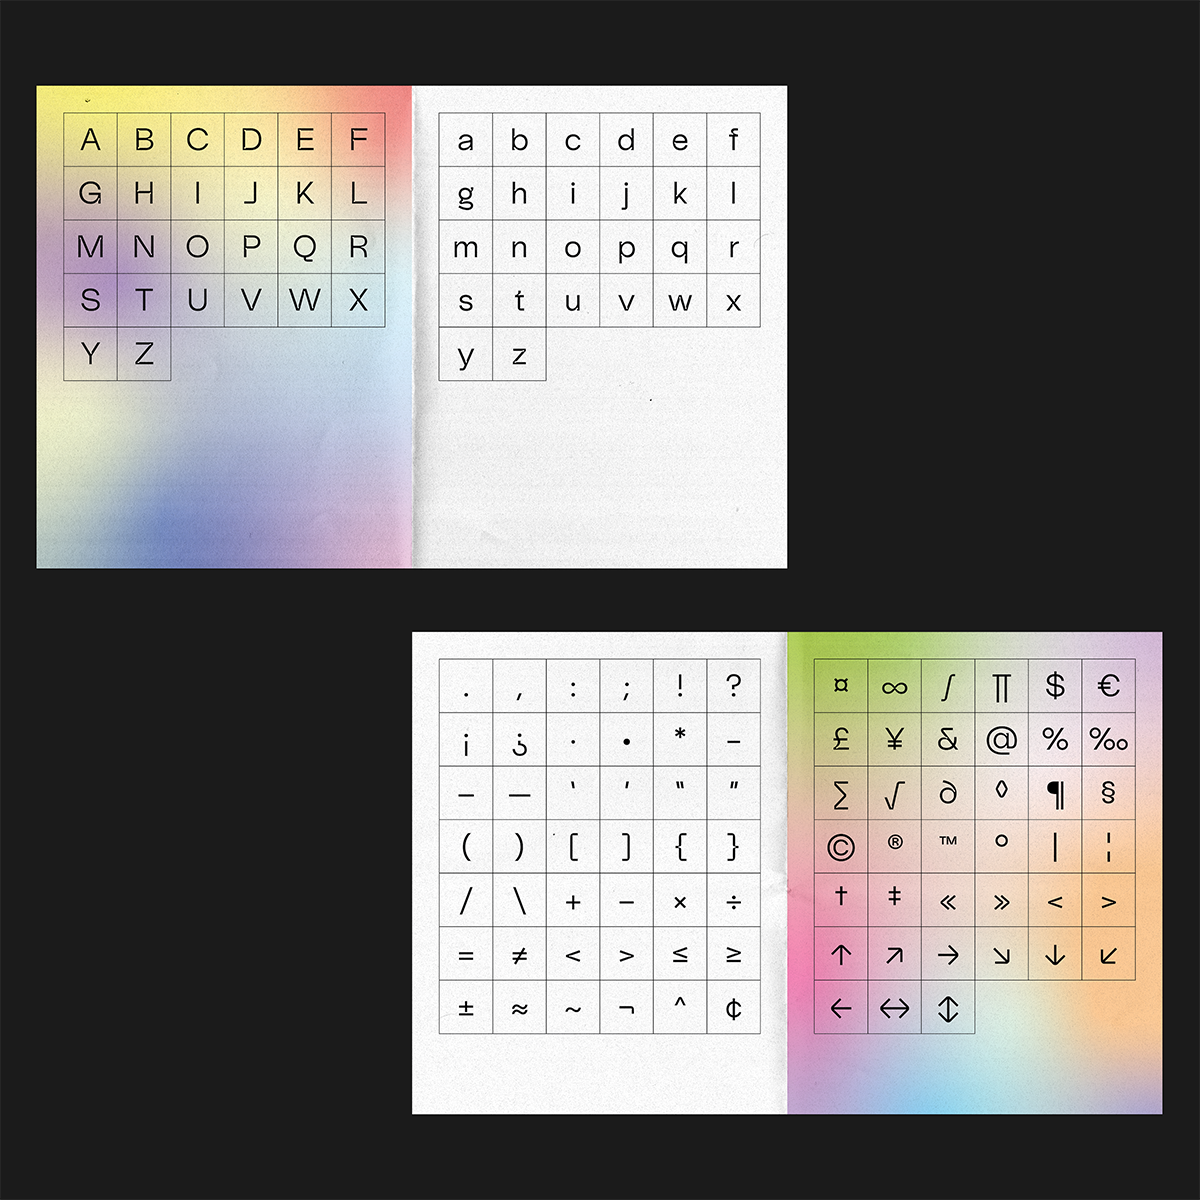 A B C D E F
G H I J K L
M N O P Q R
S T U V W X
Y Z
a b c d e f
g h i j k l
m n o p q r
s t u v w x
y z
. , : ; ! ?
¡ ¿ · • * -
– — ‘ ’ “ ”
( ) [ ] { }
/ \ + − × ÷
= ≠ < > ≤ ≥
± ≈ ~ ¬ ^ ¢
¤ ∞ ∫ ∏ $ €
£ ¥ & @ % ‰
∑ √ ∂ ◊ ¶ §
© ® ™ ° | ¦
† ‡ « » ‹ ›
↑ ↗ → ↘ ↓ ↙
← ↔ ↕